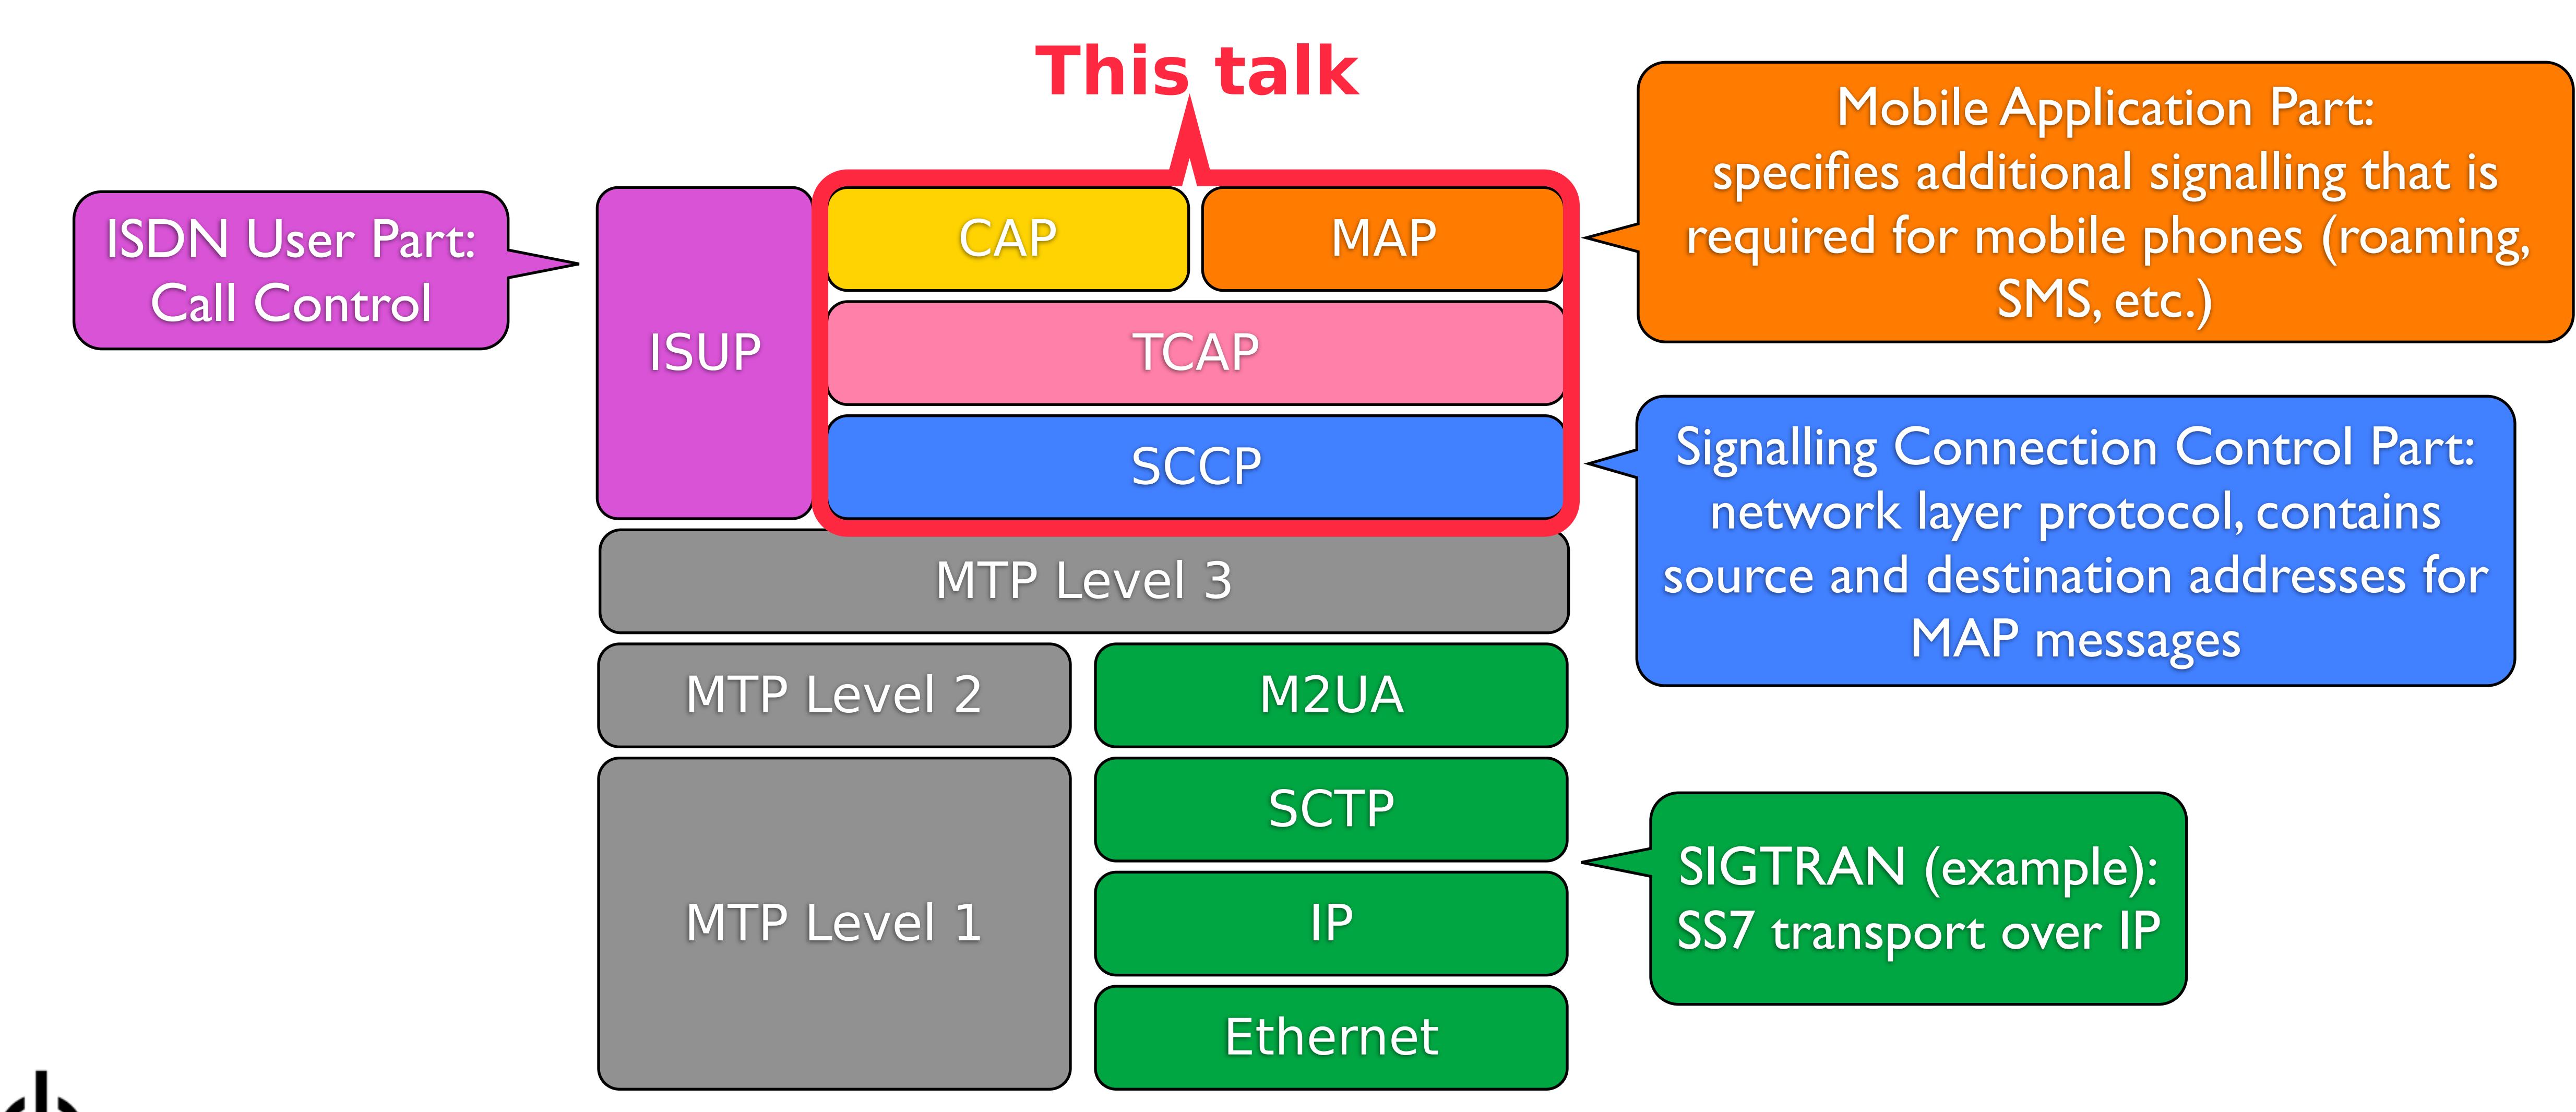 This talk
Mobile Application Part:
specifies additional signalling that is
required for mobile phones (roaming,
SMS, etc.)
ISDN User Part:
Call Control
ISUP
CAP
MAP
TCAP
SCCP
Signalling Connection Control Part:
network layer protocol, contains
source and destination addresses for
MAP messages
MTP Level 3
MTP Level 2
M2UA
MTP Level 1
SCTP
IP
Ethernet
SIGTRAN (example):
SS7 transport over IP